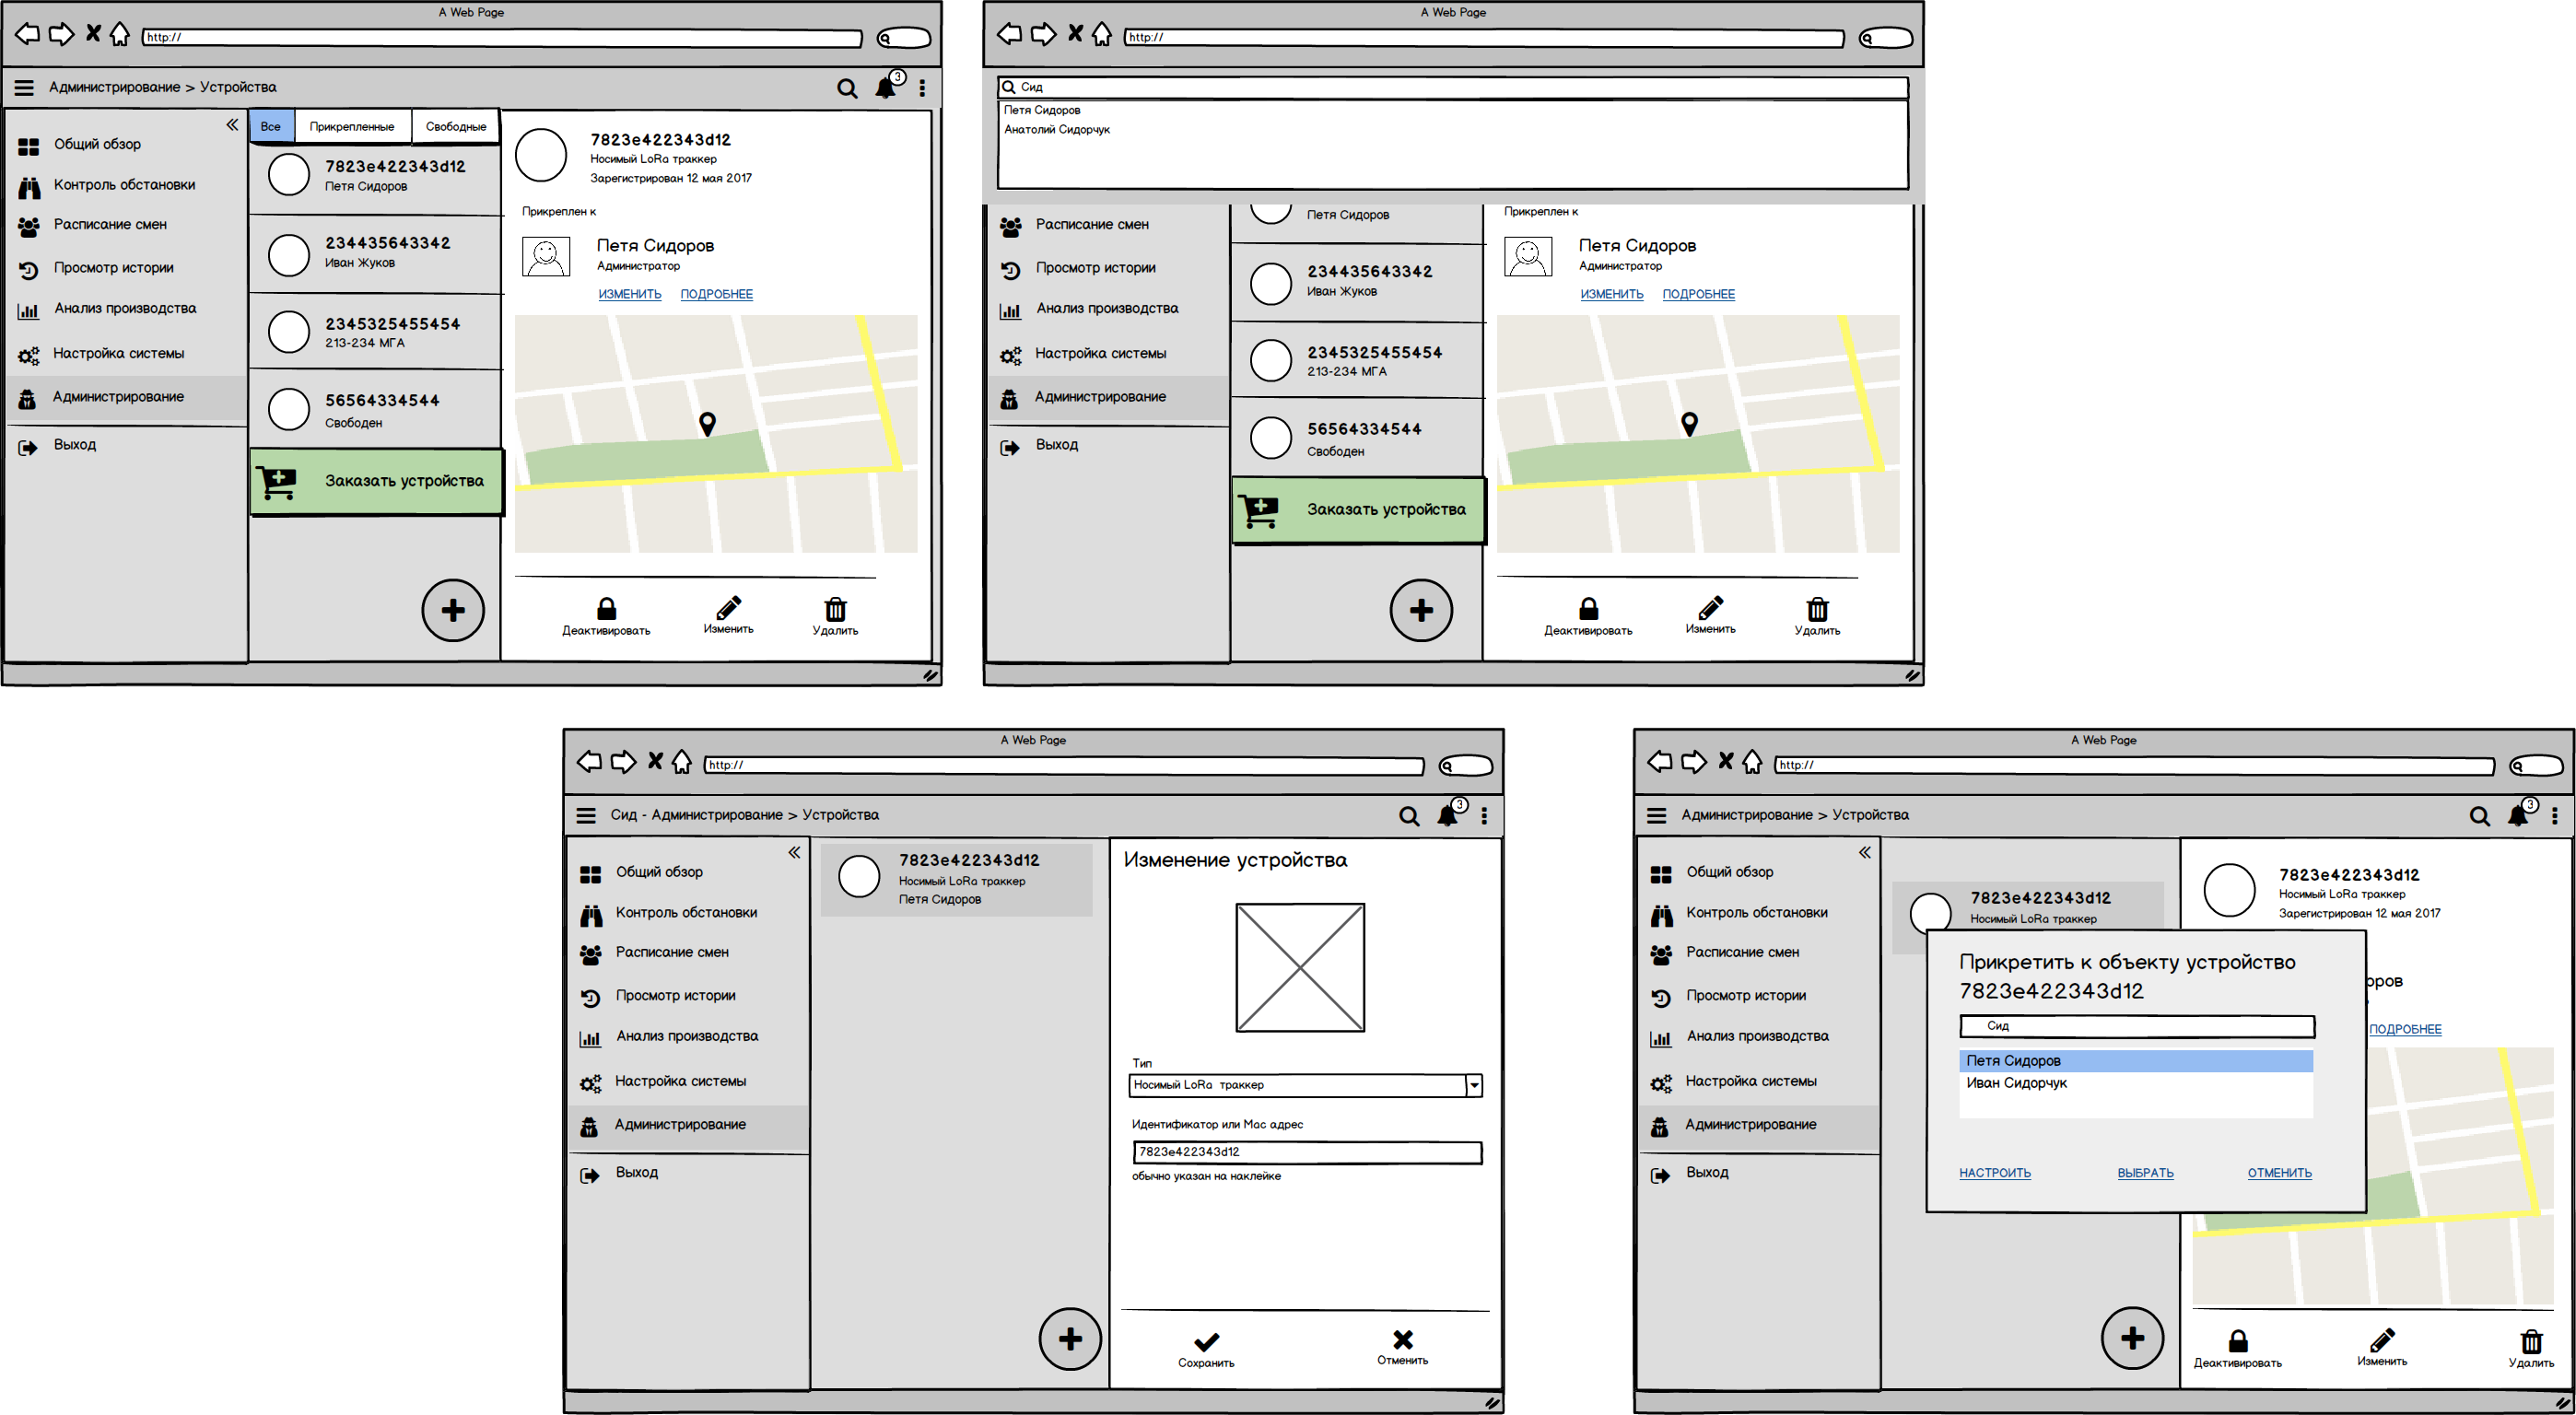 A Web Page
http://
Администрирование > Устройства
3
Общий обзор
Контроль обстановки
Расписание смен
Просмотр истории
Анализ производства
Настройка системы
Администрирование
Выход
Все Прикрепленные Свободные
7823e422343d12
Петя Сидоров
234435643342
Иван Жуков
2345325455454
213-234 МГА
56564334544
Свободен
Заказать устройства
7823e422343d12
Носимый LoRa траккер
Зарегистрирован 12 мая 2017
Прикреплен к
Петя Сидоров
Администратор
ИЗМЕНИТЬ ПОДРОБНЕЕ
Деактивировать Изменить Удалить
A Web Page
http://
Сид
Петя Сидоров
Анатолий Сидорчук
Расписание смен
Просмотр истории
Анализ производства
Настройка системы
Администрирование
Выход
Петя Сидоров
234435643342
Иван Жуков
2345325455454
213-234 МГА
56564334544
Свободен
Заказать устройства
Прикреплен к
Петя Сидоров
Администратор
ИЗМЕНИТЬ ПОДРОБНЕЕ
Деактивировать Изменить Удалить
A Web Page
http://
Сид - Администрирование > Устройства
3
Общий обзор
Контроль обстановки
Расписание смен
Просмотр истории
Анализ производства
Настройка системы
Администрирование
Выход
7823e422343d12
Носимый LoRa траккер
Петя Сидоров
Изменение устройства
Тип
Носимый LoRa траккер
Идентификатор или Mac адрес
7823e422343d12
обычно указан на наклейке
Сохранить Отменить
A Web Page
http://
Администрирование > Устройства
3
Общий обзор
Контроль обстановки
Расписание смен
Просмотр истории
Анализ производства
Настройка системы
Администрирование
Выход
7823e422343d12
Носимый LoRa траккер
7823e422343d12
Носимый LoRa траккер
Зарегистрирован 12 мая 2017
оров
ПОДРОБНЕЕ
Прикретить к объекту устройство
7823e422343d12
Сид
Петя Сидоров
Иван Сидорчук
НАСТРОИТЬ ВЫБРАТЬ ОТМЕНИТЬ
Деактивировать Изменить Удалить